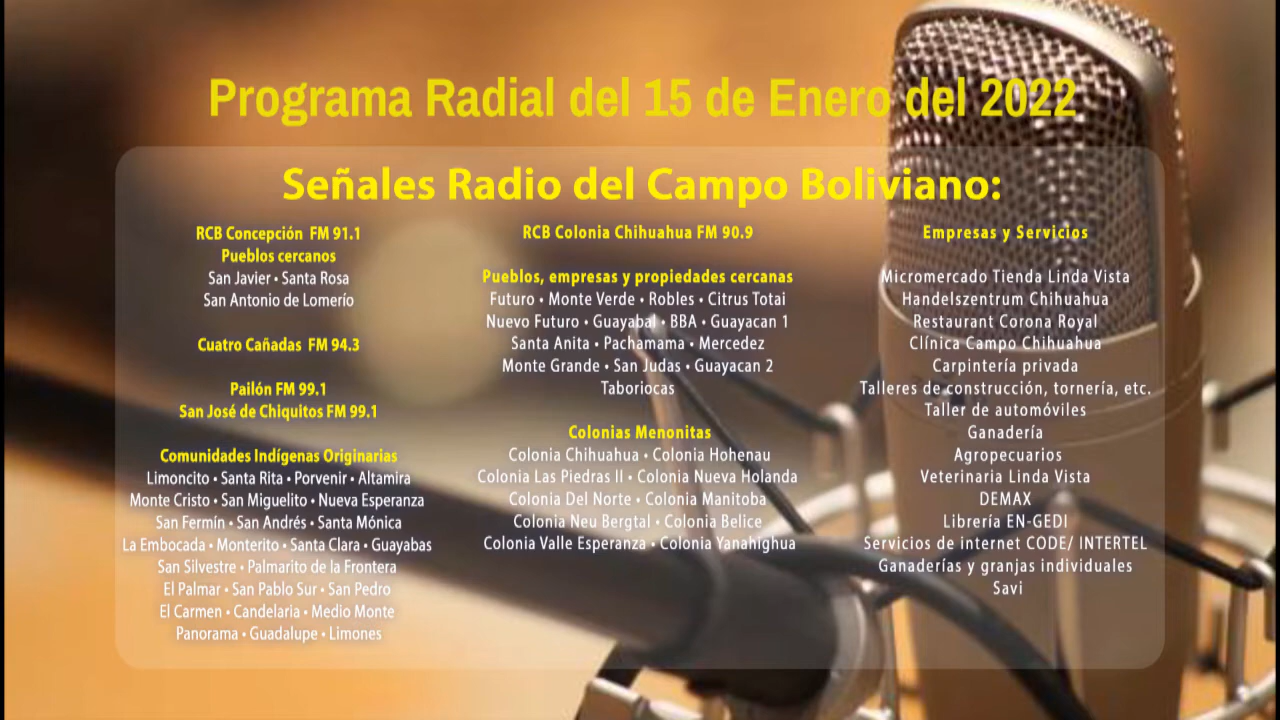 Programa Radial del 15 de Enero del 2022
Señales Radio del Campo Boliviano:
RCB Concepción FM 91.1
Pueblos cercanos
San Javier • Santa Rosa
San Antonio de Lomerío
Cuatro Cañadas FM 94.3
Pailón FM 99.1
San José de Chiquitos FM 99.1
Comunidades Indígenas Originarias
Limoncito • Santa Rita • Porvenir • Altamira
Monte Cristo • San Miguelito • Nueva Esperanza
San Fermín • San Andrés • Santa Mónica
La Embocada • Monterito • Santa Clara • Guayabas
San Silvestre • Palmarito de la Frontera
El Palmar • San Pablo Sur • San Pedro
El Carmen • Candelaria • Medio Monte
Panorama • Guadalupe • Limones
RCB Colonia Chihuahua FM 90.9
Pueblos, empresas y propiedades cercanas
Futuro • Monte Verde • Robles • Citrus Totai
Nuevo Futuro • Guayabal • BBA • Guayacan 1
Santa Anita • Pachamama • Mercedez
Monte Grande • San Judas • Guayacan 2
Taboriocas
Colonias Menonitas
Colonia Chihuahua • Colonia Hohenau
Colonia Las Piedras II • Colonia Nueva Holanda
Colonia Del Norte • Colonia Manitoba
Colonia Neu Bergtal • Colonia Belice
Colonia Valle Esperanza • Colonia Yanahighua
Empresas y Servicios
Micromercado Tienda Linda Vista
Handelszentrum Chihuahua
Restaurant Corona Royal
Clínica Campo Chihuahua
Carpintería privada
Talleres de construcción, tornería, etc.
Taller de automóviles
Ganadería
Agropecuarios
Veterinaria Linda Vista
DEMAX
Librería EN-GEDI
Servicios de internet CODE/ INTERTEL
Ganaderías y granjas individuales
Savi